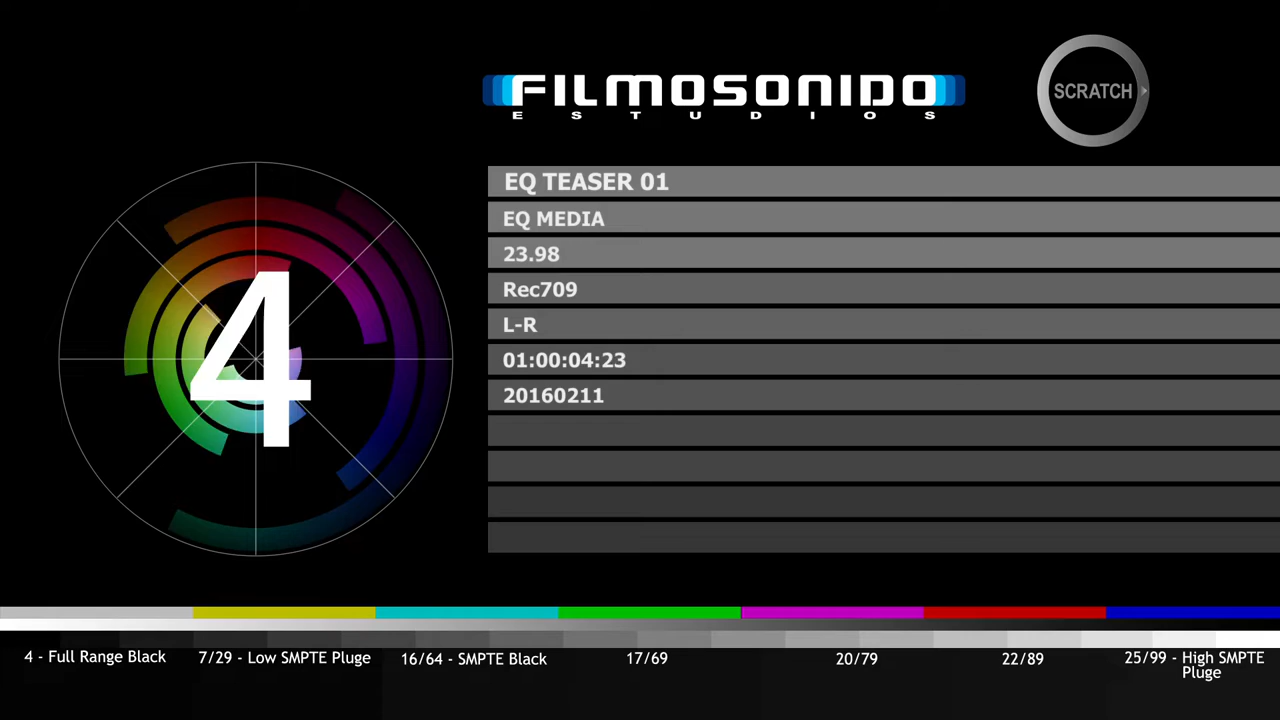 FILMOSONIDO
ESTUDIOS
SCRATCH
EQ TEASER 01
EQ MEDIA
23.98
Rec709
L-R
01:00:04:23
20160211
4
4 - Full Range Black
7/29 - Low SMPTE Pluge
16/64 - SMPTE Black
17/69
20/79
22/89
25/99 - High SMPTE
Pluge